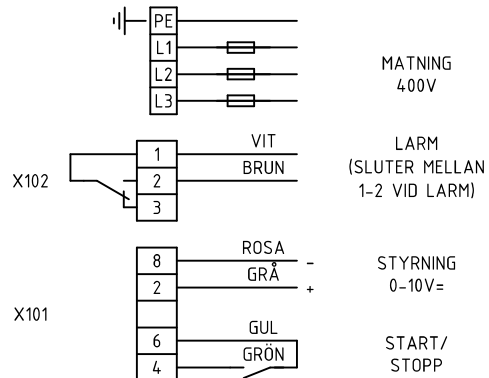 PE
L1
L2
L3
MATNING
400V
X102
1
2
3
VIT
BRUN
LARM
(SLUTER MELLAN
1-2 VID LARM)
X101
8
2
6
4
ROSA
-
GRÅ
+
GUL
GRÖN
STYRNING
0-10V=
START/
STOPP